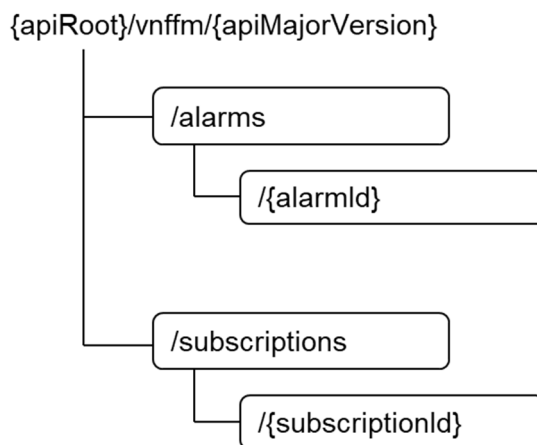 {apiRoot}/vnffm/{apiMajorVersion}
/alarms
/{alarmId}
/subscriptions
/{subscriptionId}